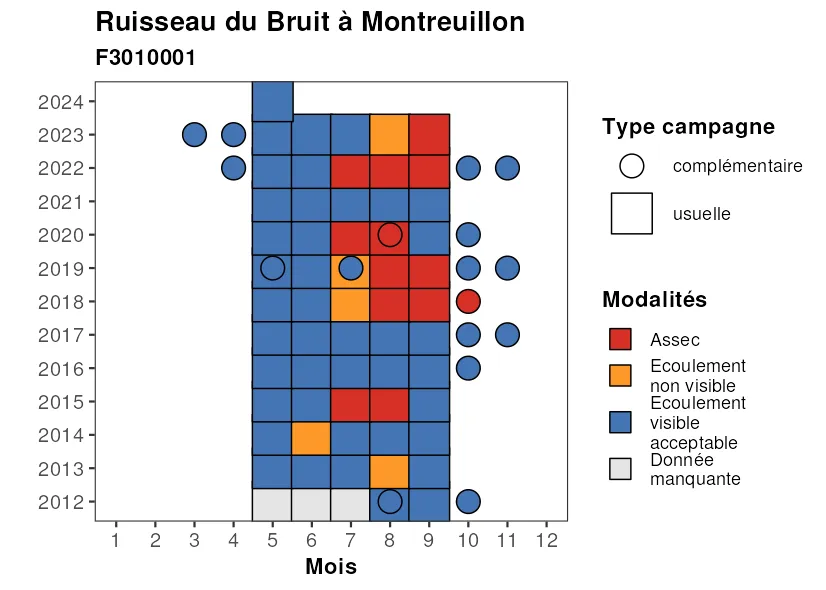 Ruisseau du Bruit à Montreuillon
F3010001
2024
2023
2022
2021
2020
2019
2018
2017
2016
2015
2014
2013
2012
1 2 3 4 5 6 7 8 9 10 11 12
Mois
Type campagne
complémentaire
usuelle
Modalités
Assec
Ecoulement
non visible
Ecoulement
visible
acceptable
Donnée
manquante